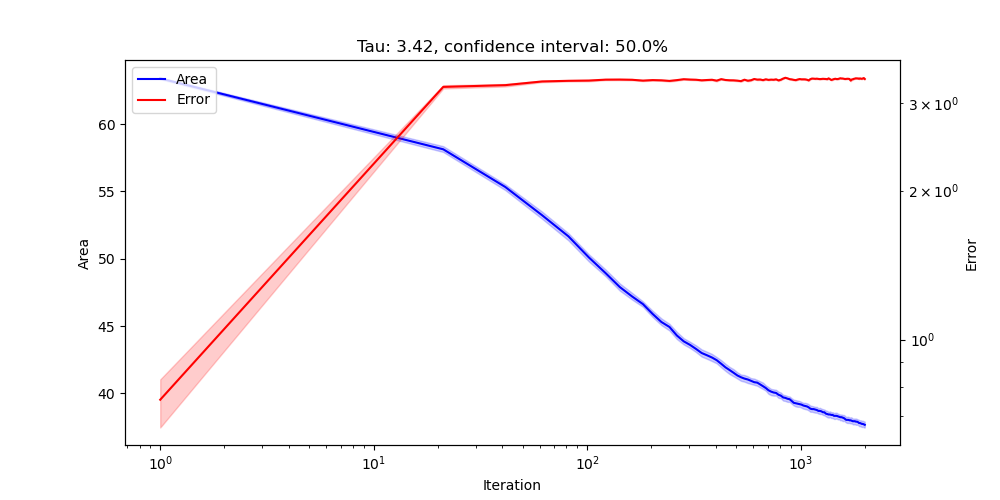 Tau: 3.42, confidence interval: 50.0%
Area
Error
60
55
50
45
40
Area
3 × 10⁰
2 × 10⁰
10⁰
Error
10⁰
10¹
10²
10³
Iteration